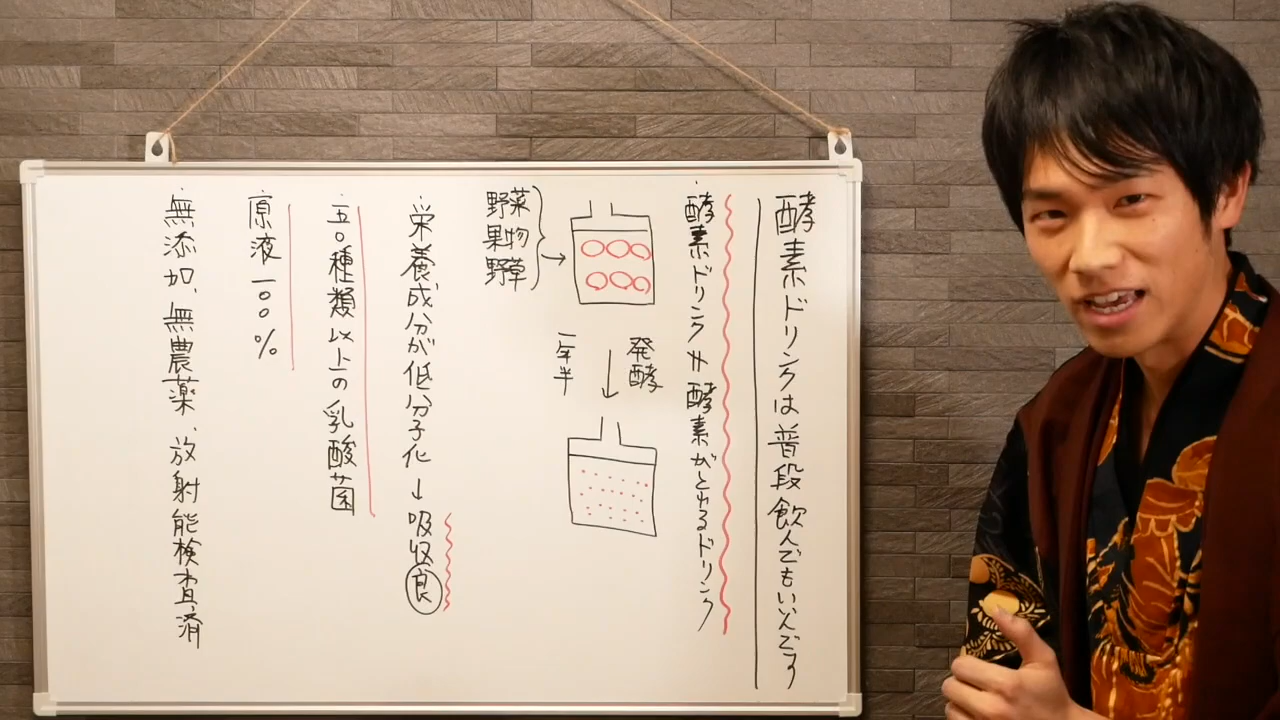 酵素ドリンクは普段飲んでもいいんです
・酵素ドリンク≠酵素がとれるドリンク
野菜
果物
野草
発酵
一年半
・栄養成分が低分子化→吸収良
・五〇種類以上の乳酸菌
・原液一〇〇%
・無添加、無農薬、放射能検査済